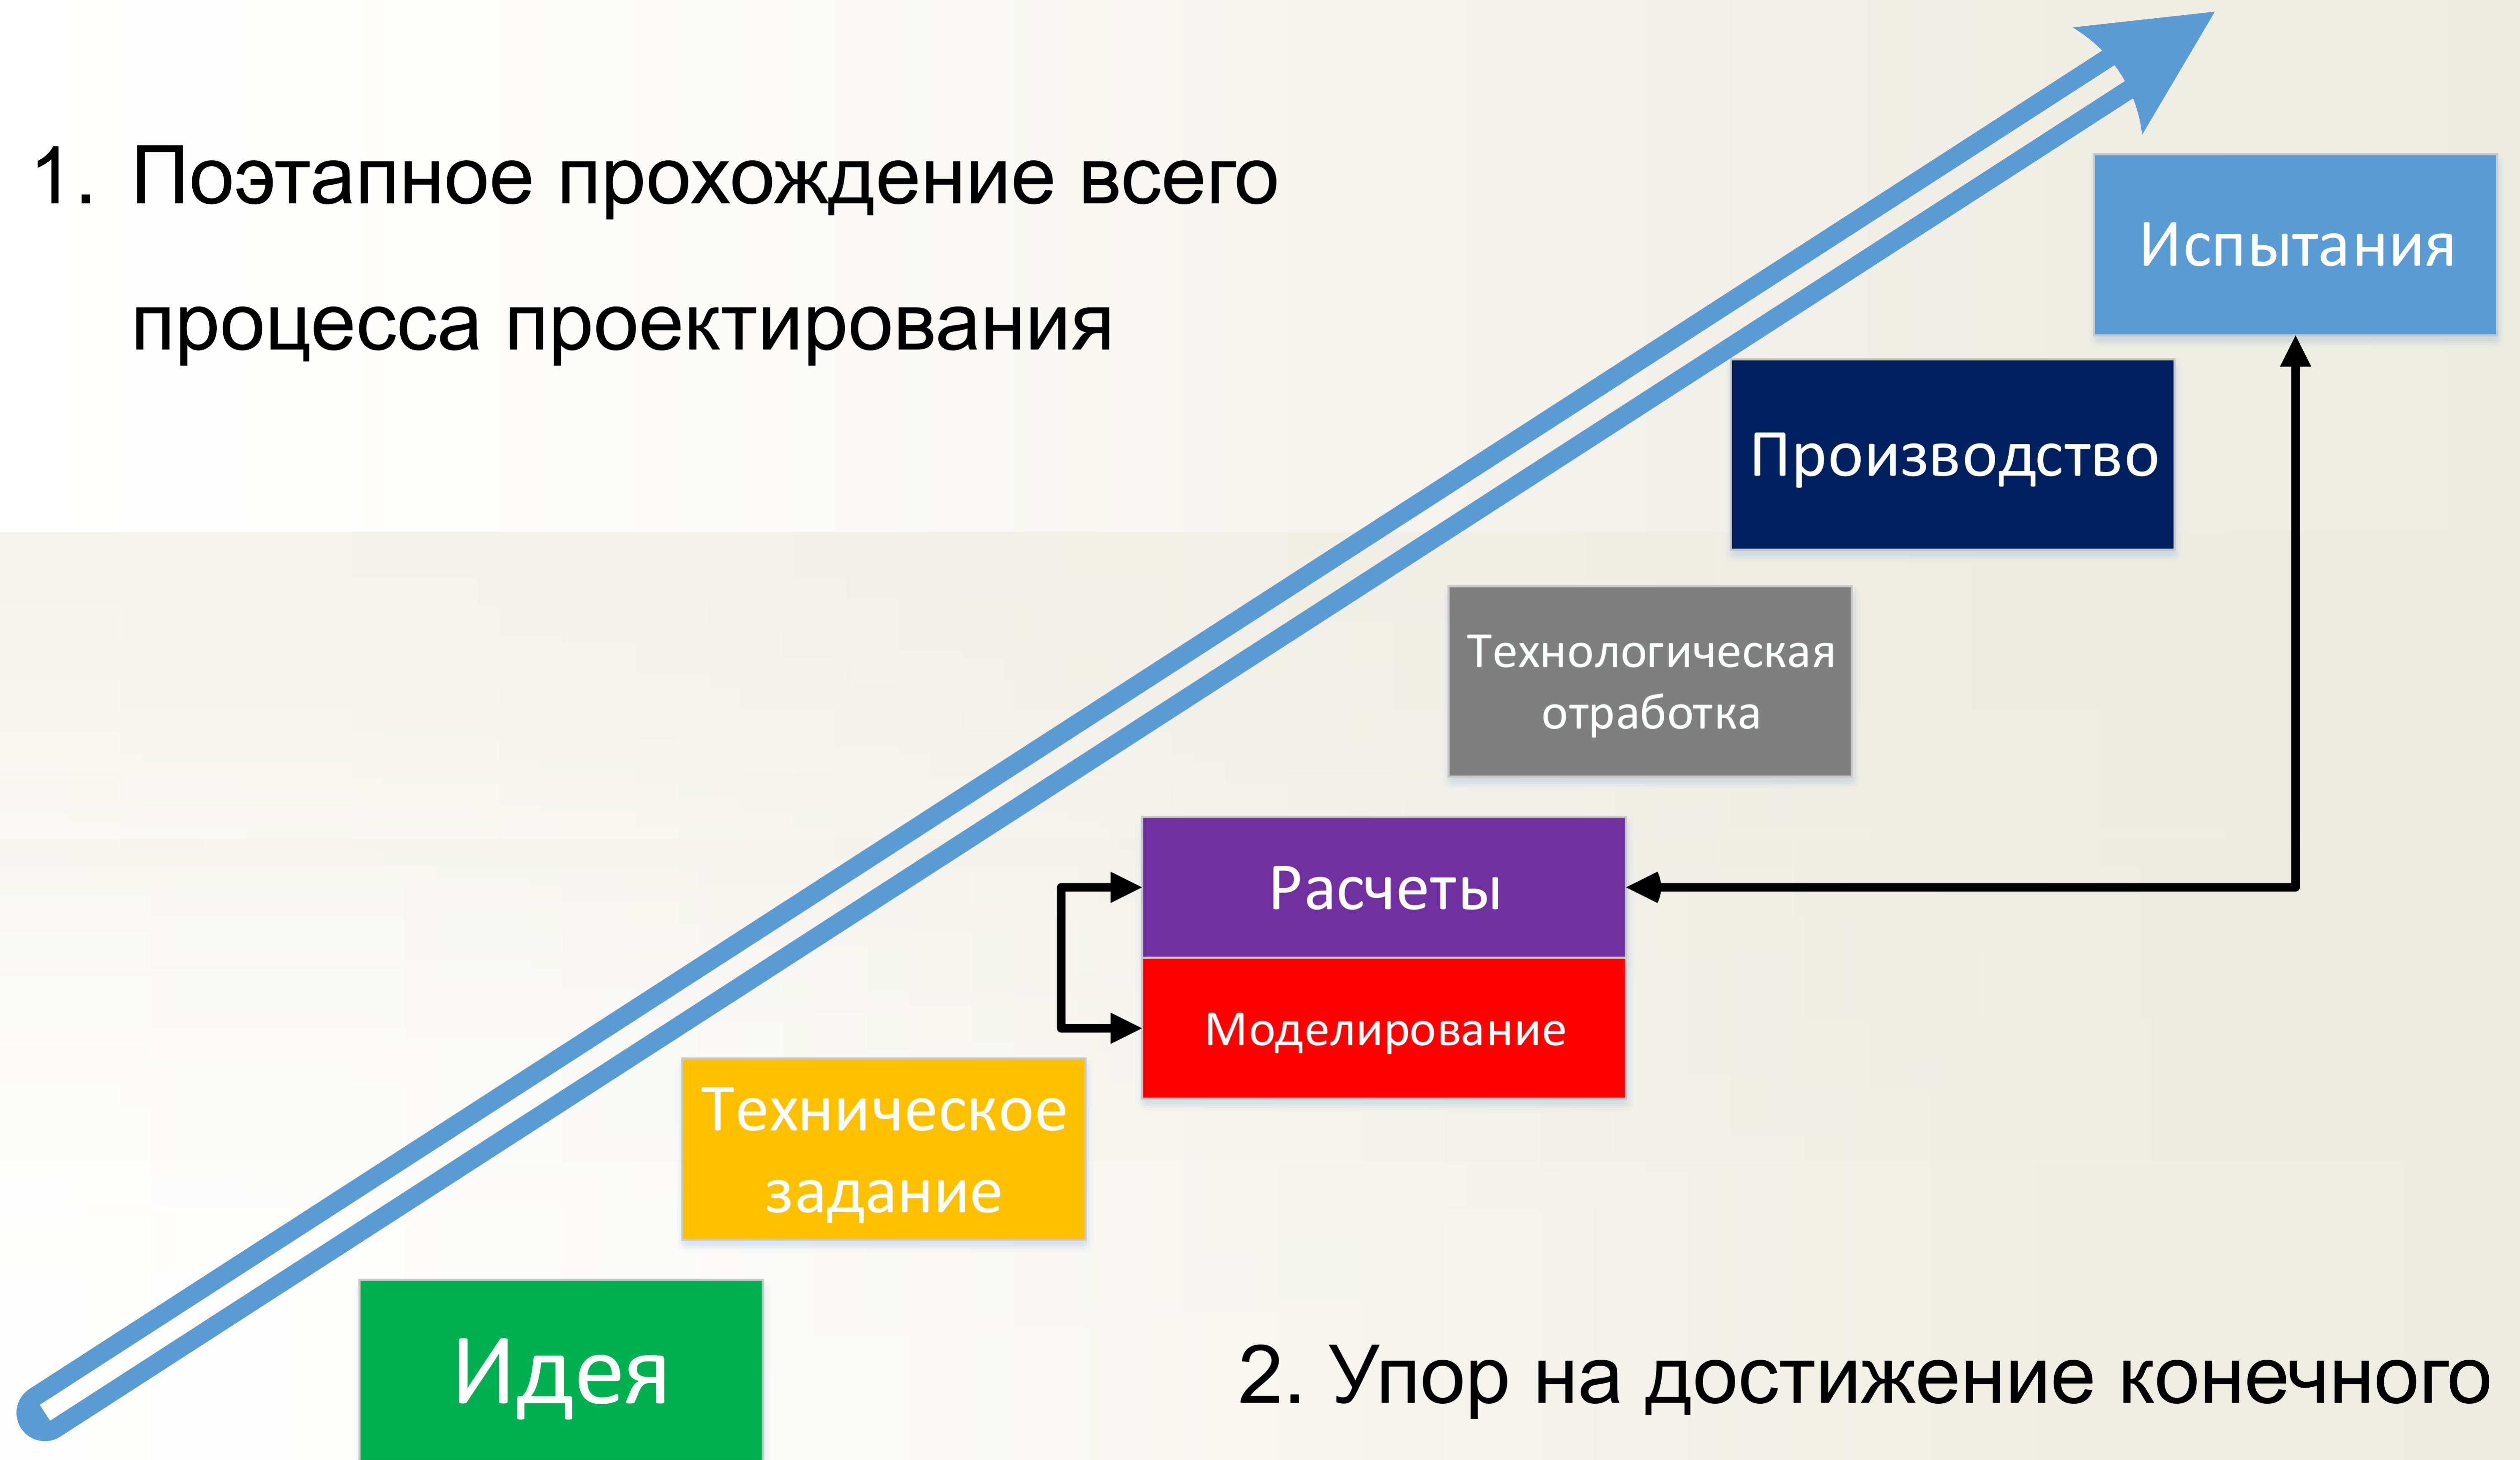 1. Поэтапное прохождение всего
процесса проектирования
Испытания
Производство
Технологическая
отработка
Расчеты
Моделирование
Техническое
задание
Идея
2. Упор на достижение конечного